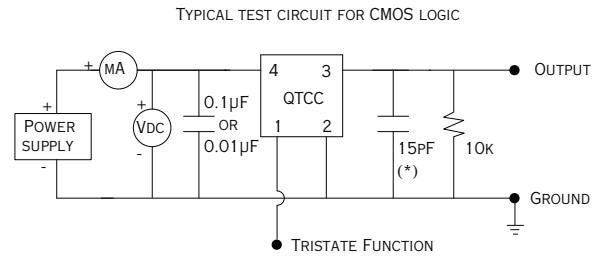 TYPICAL TEST CIRCUIT FOR CMOS LOGIC
+ MA
4 3
OUTPUT
QTCC
+
POWER SUPPLY
-
+
VDC
-
0.1µF
OR
0.01µF
1 2
15PF
(*)
10K
GROUND
TRISTATE FUNCTION